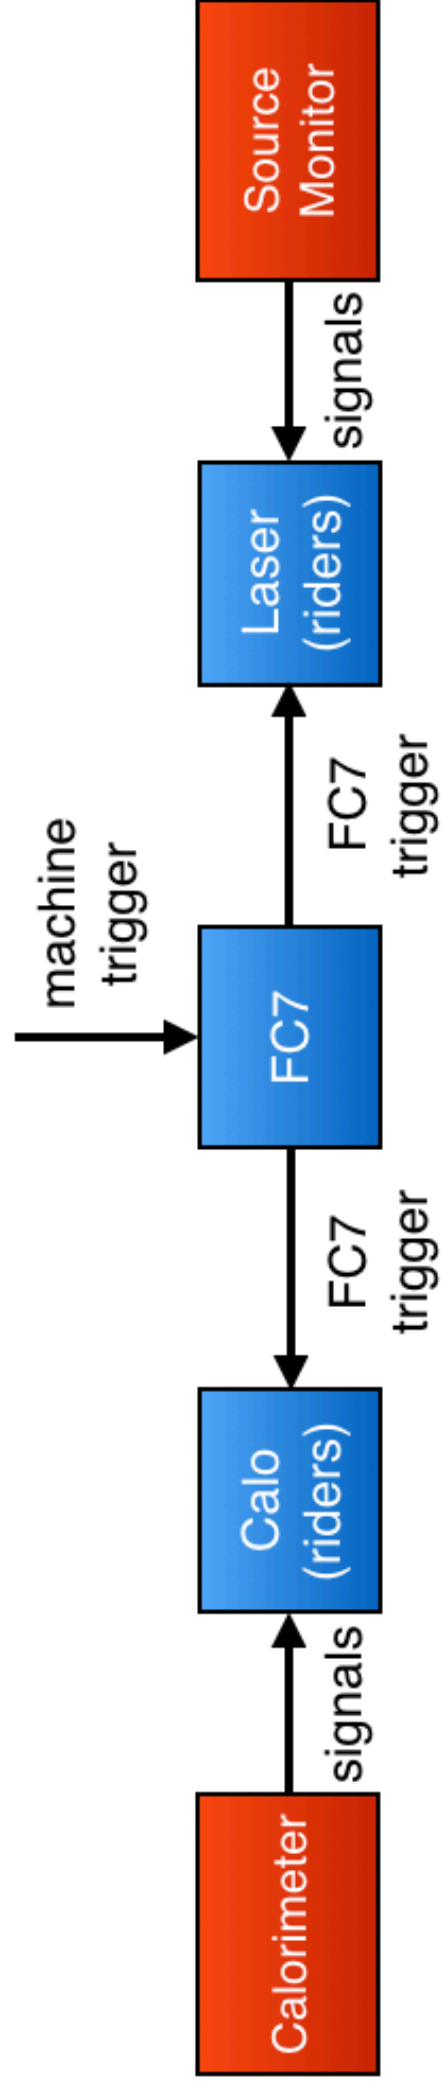 machine
trigger
Calorimeter
signals
Calo
(riders)
FC7
trigger
FC7
FC7
trigger
Laser
(riders)
signals
Source
Monitor